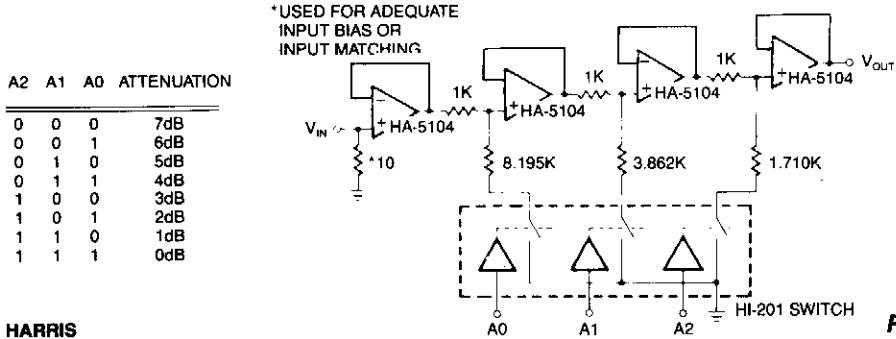 *USED FOR ADEQUATE
INPUT BIAS OR
INPUT MATCHING
A2 A1 A0 ATTENUATION
0 0 0 7dB
0 0 1 6dB
0 1 0 5dB
0 1 1 4dB
1 0 0 3dB
1 0 1 2dB
1 1 0 1dB
1 1 1 0dB
VIN
*10
HA-5104
1K
8.195K
HA-5104
1K
3.862K
HA-5104
1K
1.710K
HA-5104
VOUT
HI-201 SWITCH
A0
A1
A2
HARRIS